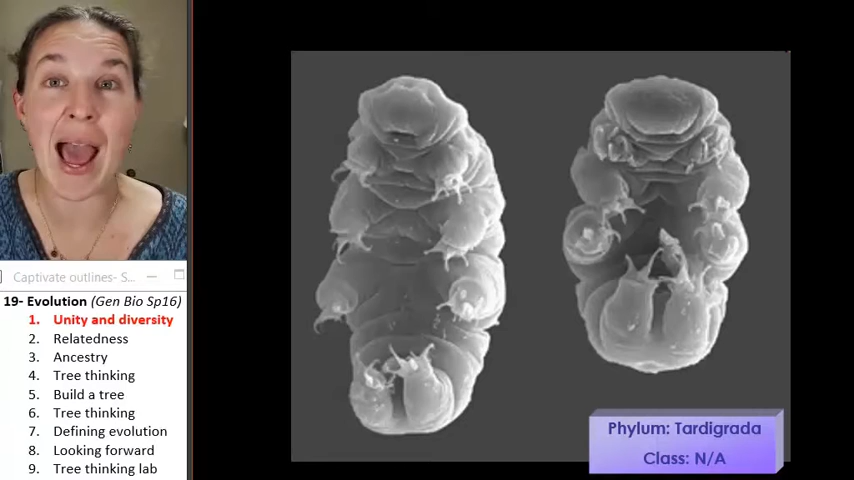 Captivate outlines- S...
19- Evolution (Gen Bio Sp16)
1. Unity and diversity
2. Relatedness
3. Ancestry
4. Tree thinking
5. Build a tree
6. Tree thinking
7. Defining evolution
8. Looking forward
9. Tree thinking lab
Phylum: Tardigrada
Class: N/A